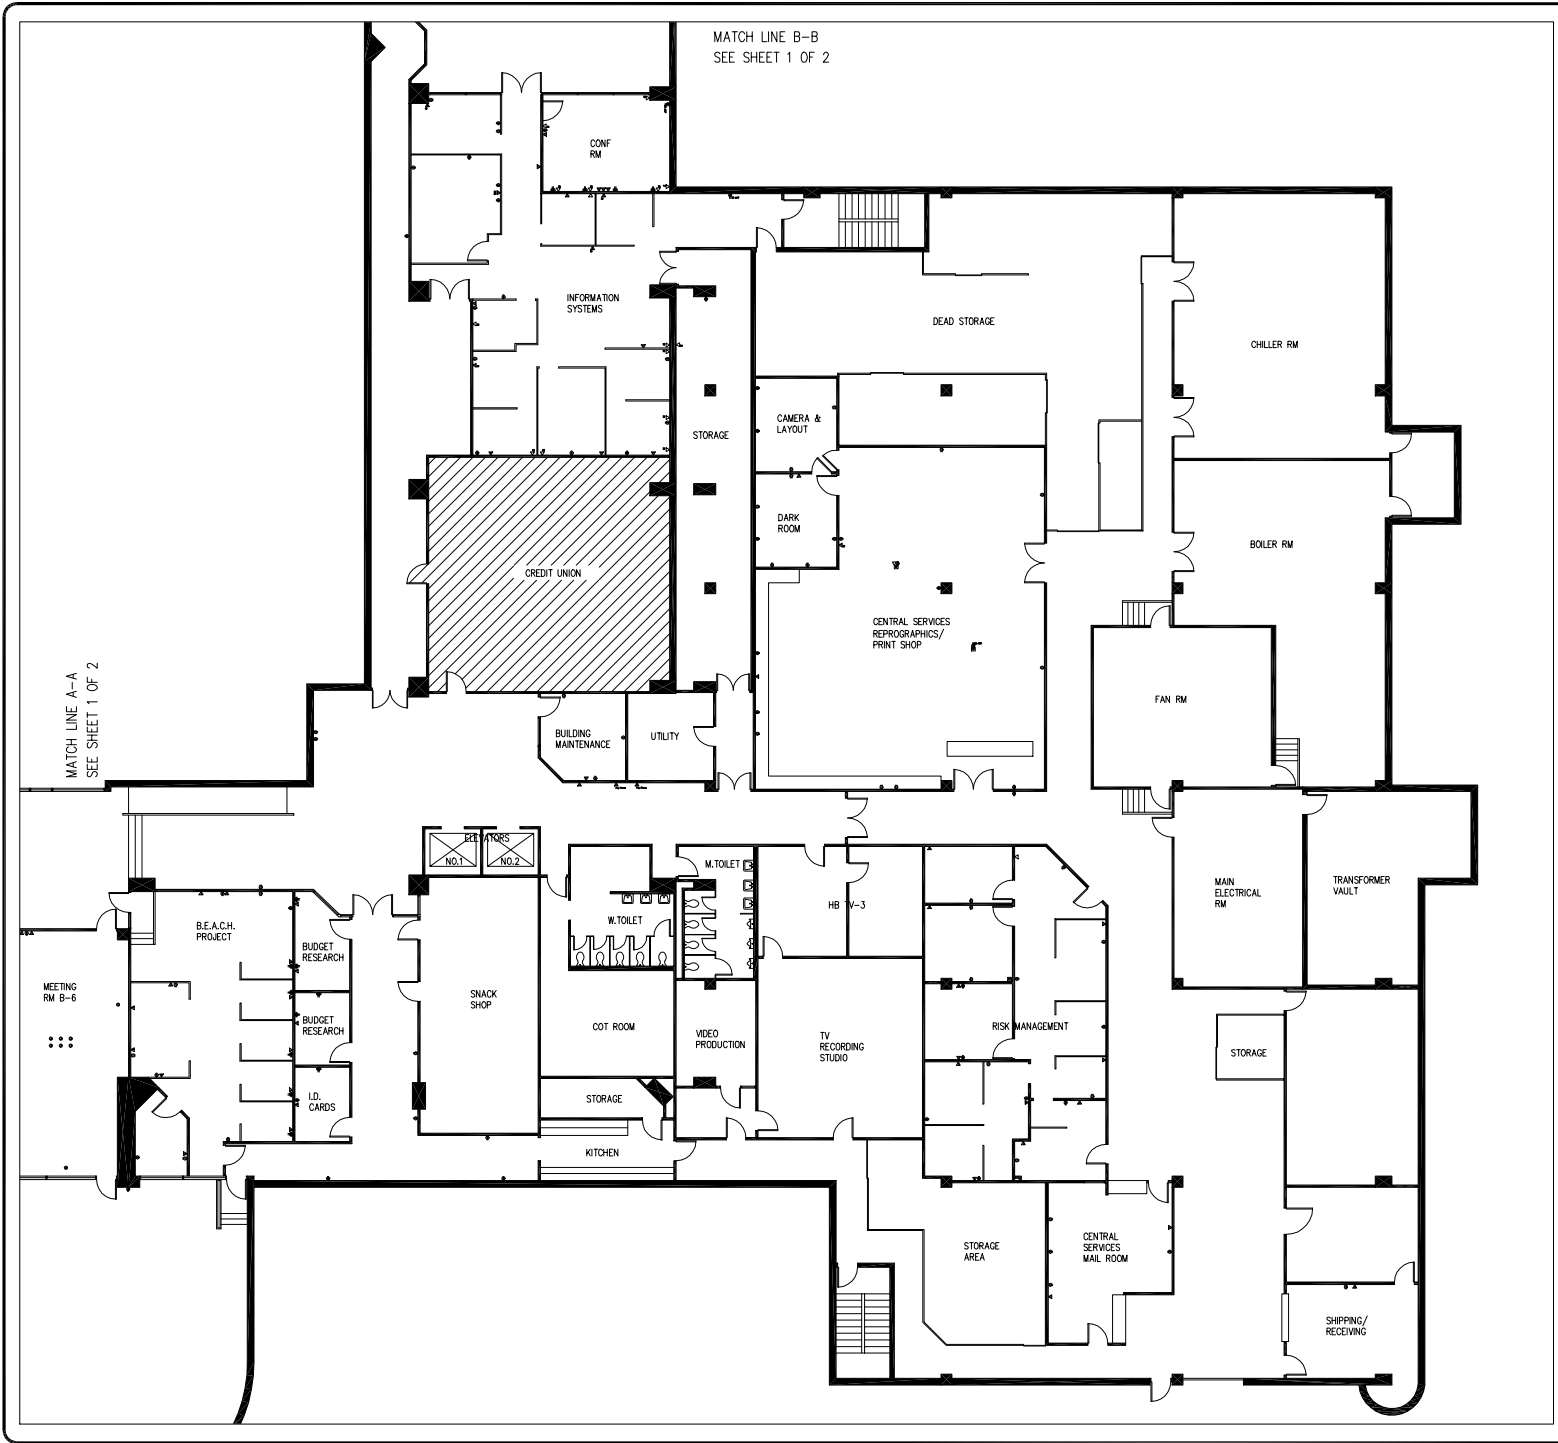 MATCH LINE B-B
SEE SHEET 1 OF 2
CONF
RM
INFORMATION
SYSTEMS
DEAD STORAGE
CHILLER RM
CAMERA &
LAYOUT
STORAGE
DARK
ROOM
BOILER RM
CREDIT UNION
CENTRAL SERVICES
REPROGRAPHICS/
PRINT SHOP
MATCH LINE A-A
SEE SHEET 1 OF 2
FAN RM
BUILDING
MAINTENANCE
UTILITY
ELEVATORS
NO.1
NO.2
M.TOILET
MAIN
ELECTRICAL
RM
TRANSFORMER
VAULT
HB TV-3
W.TOILET
B.E.A.C.H.
PROJECT
BUDGET
RESEARCH
MEETING
RM B-6
SNACK
SHOP
BUDGET
RESEARCH
COT ROOM
VIDEO
PRODUCTION
TV
RECORDING
STUDIO
RISK MANAGEMENT
STORAGE
I.D.
CARDS
STORAGE
KITCHEN
STORAGE
AREA
CENTRAL
SERVICES
MAIL ROOM
SHIPPING/
RECEIVING